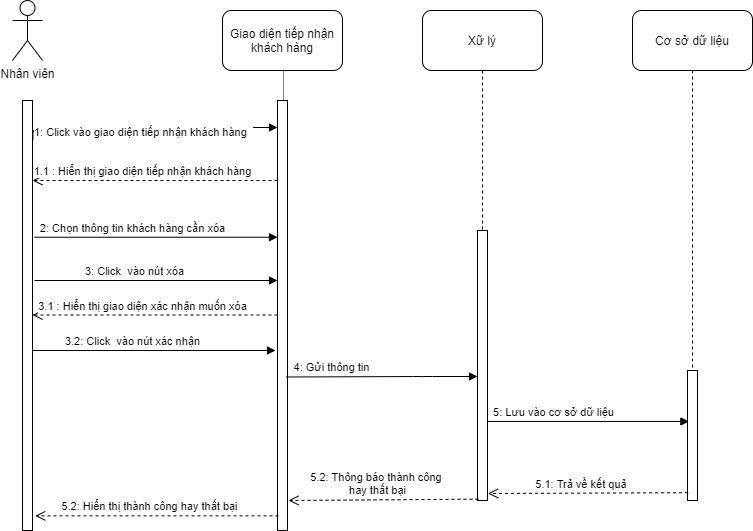 Nhân viên
Giao diện tiếp nhận
khách hàng
Xữ lý
Cơ sở dữ liệu
1: Click vào giao diện tiếp nhận khách hàng
1.1 : Hiển thị giao diện tiếp nhận khách hàng
2: Chọn thông tin khách hàng cần xóa
3: Click vào nút xóa
3.1 : Hiển thị giao diện xác nhận muốn xóa
3.2: Click vào nút xác nhận
4: Gửi thông tin
5: Lưu vào cơ sở dữ liệu
5.1: Trả về kết quả
5.2: Thông báo thành công
hay thất bại
5.2: Hiển thị thành công hay thất bại